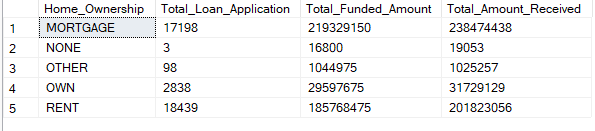 Home_Ownership Total_Loan_Application Total_Funded_Amount Total_Amount_Received
1 MORTGAGE 17198 219329150 238474438
2 NONE 3 16800 19053
3 OTHER 98 1044975 1025257
4 OWN 2838 29597675 31729129
5 RENT 18439 185768475 201823056